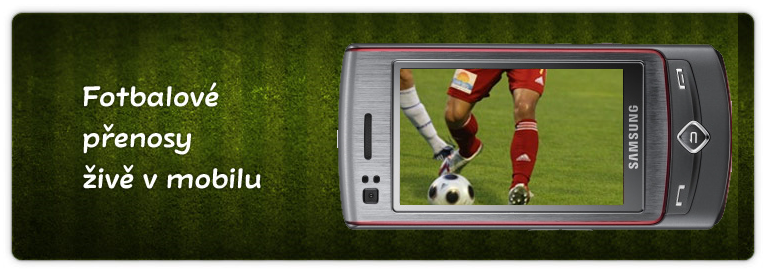 Fotbalové
přenosy
živě v mobilu
SAMSUNG